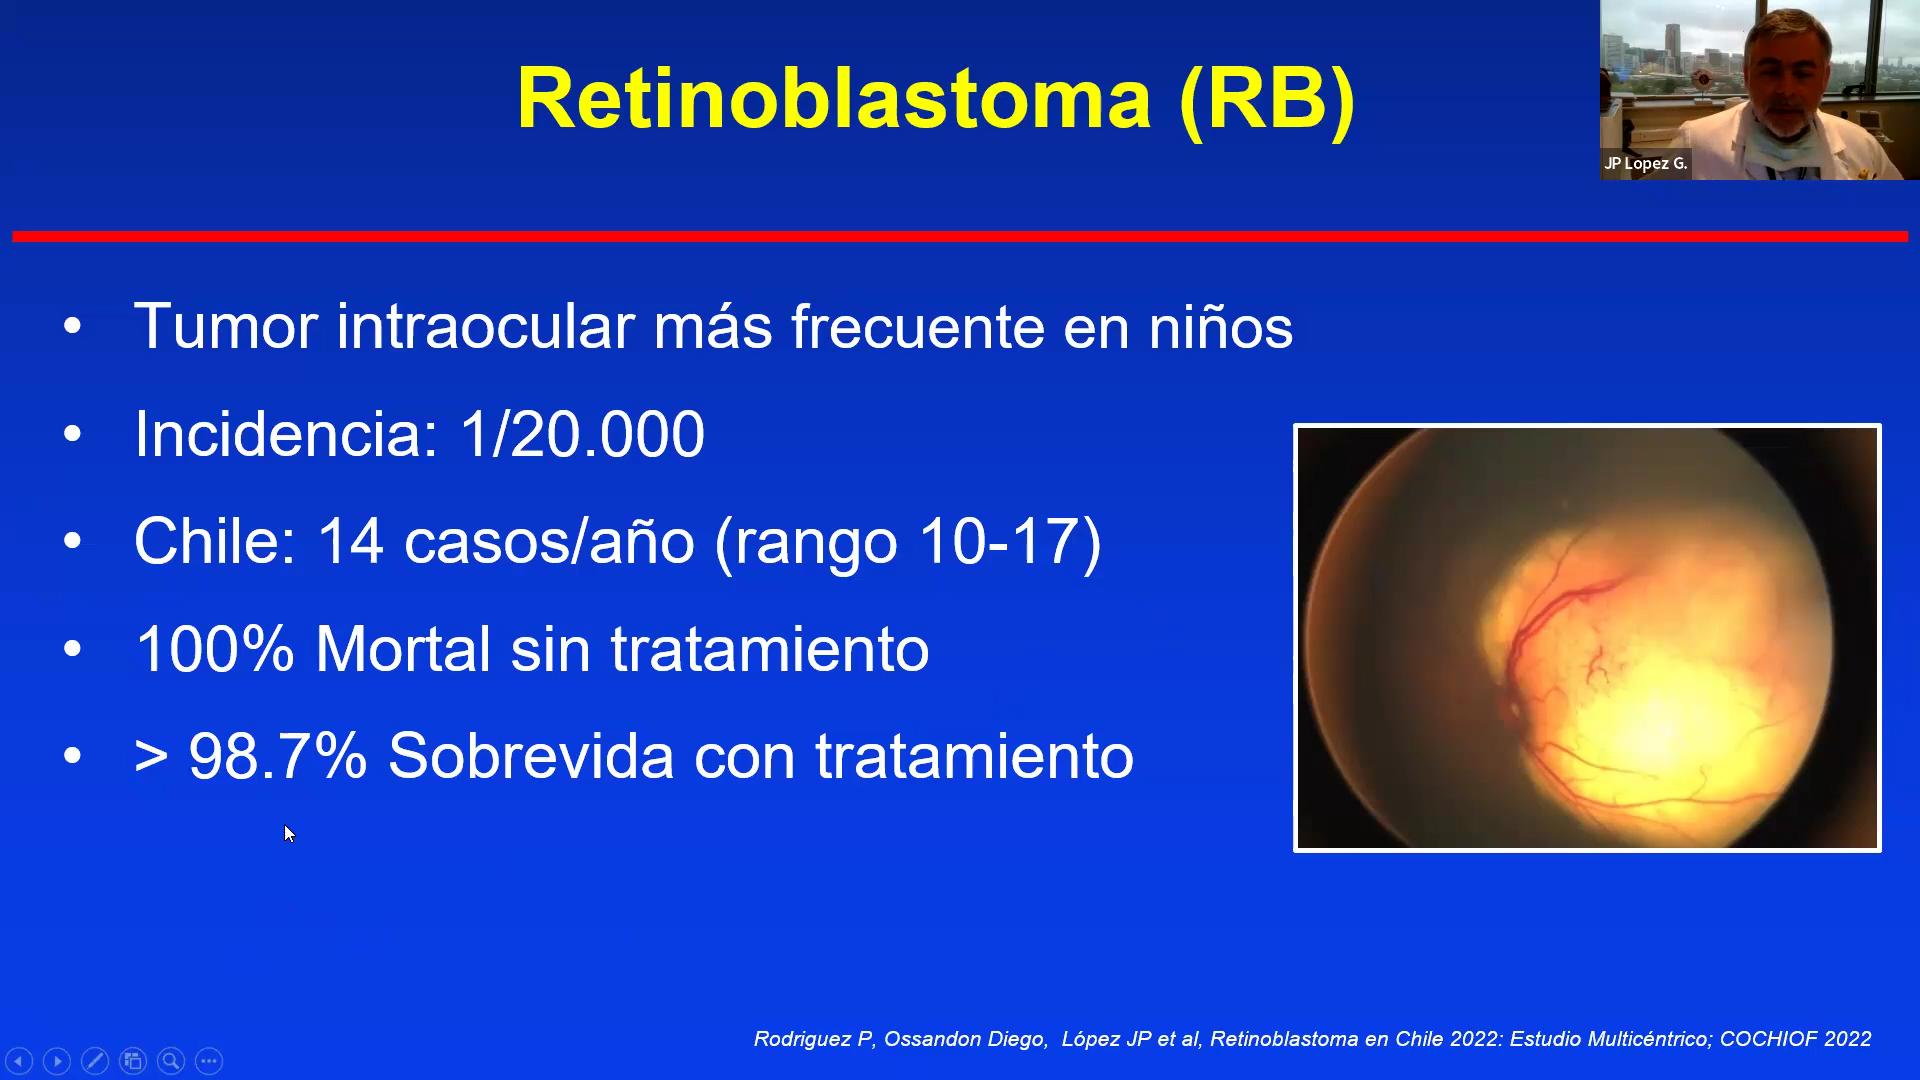 Retinoblastoma (RB)
JP Lopez G.
• Tumor intraocular más frecuente en niños
• Incidencia: 1/20.000
• Chile: 14 casos/año (rango 10-17)
• 100% Mortal sin tratamiento
• > 98.7% Sobrevida con tratamiento
Rodriguez P, Ossandon Diego, López JP et al, Retinoblastoma en Chile 2022: Estudio Multicéntrico; COCHIOF 2022